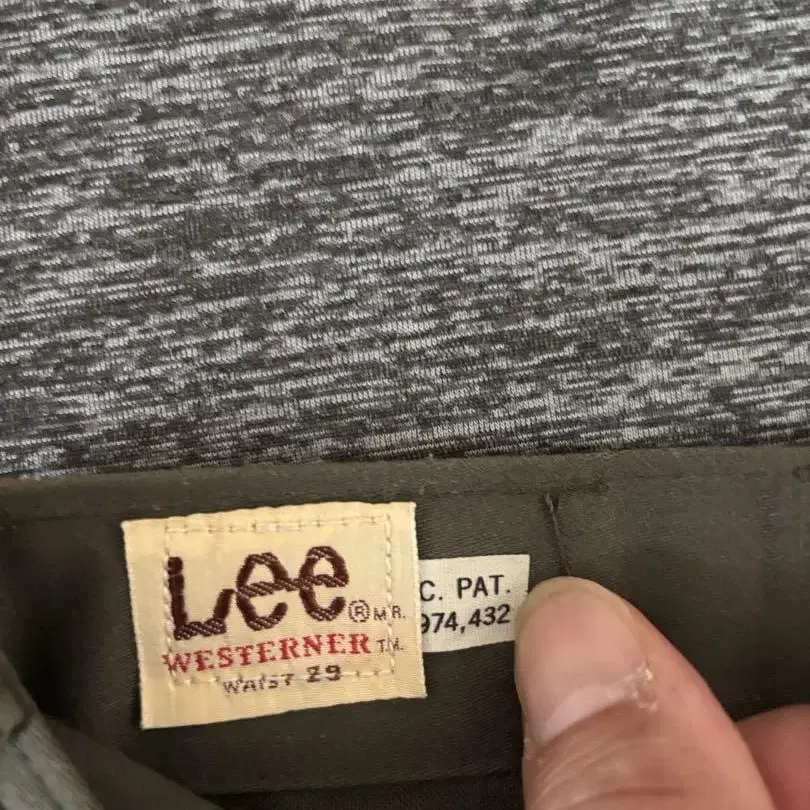 Lee ® M.R.
WESTERNER T.M.
WAIST 29
C. PAT.
974,432